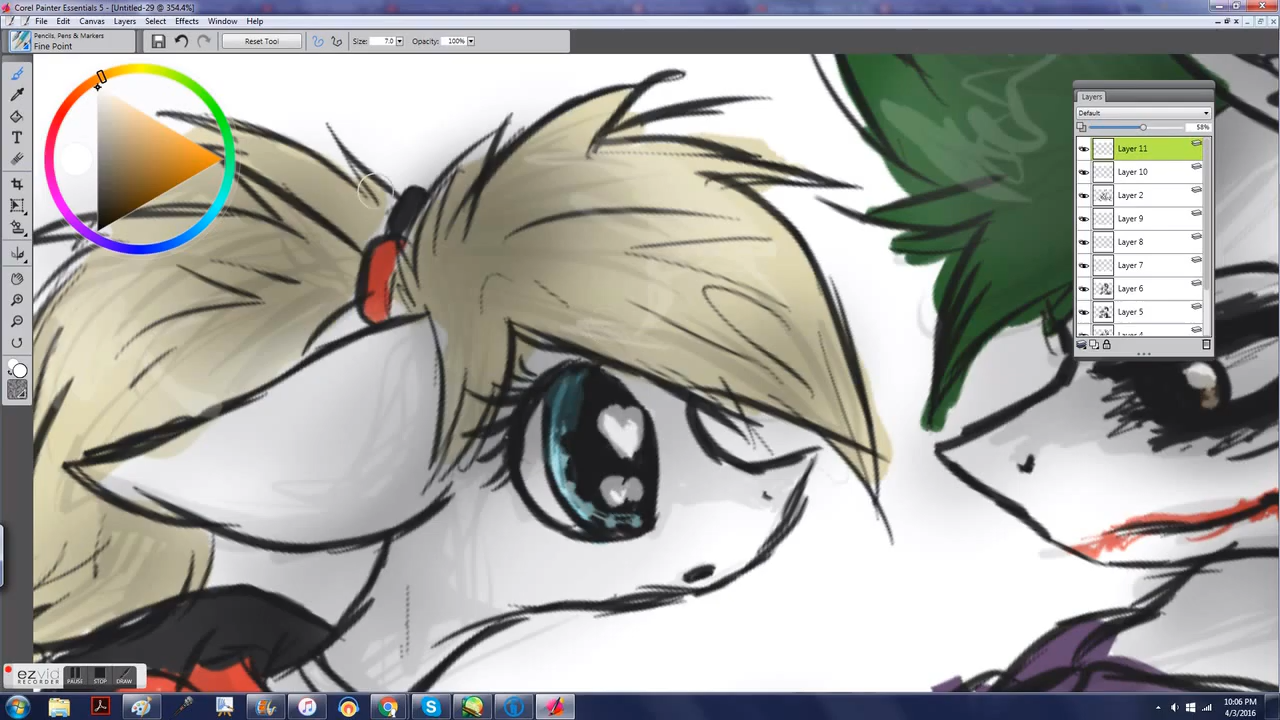 Corel Painter Essentials 5 - [Untitled-29 @ 354.4%]
File Edit Canvas Layers Select Effects Window Help
Pencils, Pens & Markers
Fine Point
Reset Tool
Size: 7.0
Opacity: 100%
Layers
Default
58%
Layer 11
Layer 10
Layer 2
Layer 9
Layer 8
Layer 7
Layer 6
Layer 5
Layer 4
ezvid
RECORDER
PAUSE STOP DRAW
10:06 PM
4/3/2016